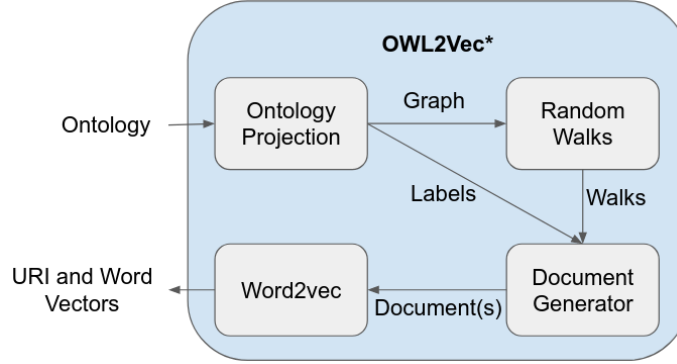 OWL2Vec*
Ontology
Ontology
Projection
Graph
Random
Walks
Labels
Walks
URI and Word
Vectors
Word2vec
Document(s)
Document
Generator